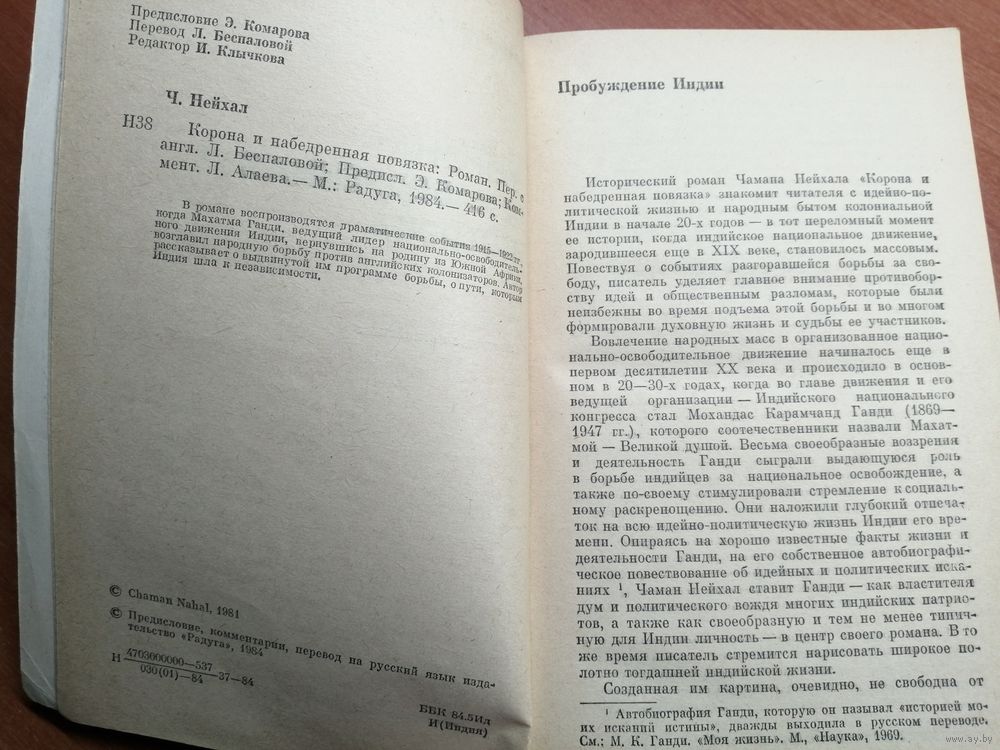 Предисловие Э. Комарова
Перевод Л. Беспаловой
Редактор И. Клычкова
Ч. Нейхал
Н38 Корона и набедренная повязка: Роман. Пер. с
англ. Л. Беспаловой; Предисл. Э. Комарова; Ком-
мент. Л. Алаева.— М.: Радуга, 1984.— 416 с.
В романе воспроизводятся драматические события 1915—1922 гг.,
когда Махатма Ганди, ведущий лидер национально-освободитель-
ного движения Индии, вернувшись на родину из Южной Африки,
возглавил народную борьбу против английских колонизаторов. Автор
рассказывает о выдвинутой им программе борьбы, о пути, которым
Индия шла к независимости.
© Chaman Nahal, 1981
© Предисловие, комментарии, перевод на русский язык изда-
тельство «Радуга», 1984
Н 4703000000—537
030(01)—84 37—84
ББК 84.5Ид
И(Индия)
Пробуждение Индии
Исторический роман Чамана Нейхала «Корона и
набедренная повязка» знакомит читателя с идейно-по-
литической жизнью и народным бытом колониальной
Индии в начале 20-х годов — в тот переломный момент
ее истории, когда индийское национальное движение,
зародившееся еще в XIX веке, становилось массовым.
Повествуя о событиях разгоравшейся борьбы за сво-
боду, писатель уделяет главное внимание противобор-
ству идей и общественным разломам, которые были
неизбежны во время подъема этой борьбы и во многом
формировали духовную жизнь и судьбы ее участников.
Вовлечение народных масс в организованное наци-
онально-освободительное движение начиналось еще в
первом десятилетии XX века и происходило в основ-
ном в 20—30-х годах, когда во главе движения и его
ведущей организации — Индийского национального
конгресса стал Мохандас Карамчанд Ганди (1869—
1947 гг.), которого соотечественники назвали Махат-
мой — Великой душой. Весьма своеобразные воззрения
и деятельность Ганди сыграли выдающуюся роль
в борьбе индийцев за национальное освобождение, а
также по-своему стимулировали стремление к социаль-
ному раскрепощению. Они наложили глубокий отпеча-
ток на всю идейно-политическую жизнь Индии его вре-
мени. Опираясь на хорошо известные факты жизни и
деятельности Ганди, на его собственное автобиографи-
ческое повествование об идейных и политических иска-
ниях ¹, Чаман Нейхал ставит Ганди — как властителя
дум и политического вождя многих индийских патрио-
тов, а также как своеобразную и тем не менее типич-
ную для Индии личность — в центр своего романа. В то
же время писатель стремится нарисовать широкое по-
лотно тогдашней индийской жизни.
Созданная им картина, очевидно, не свободна от
¹ Автобиография Ганди, которую он называл «историей мо-
их исканий истины», дважды выходила в русском переводе.
См.: М. К. Ганди. «Моя жизнь». М., «Наука», 1969.
www.ay.by